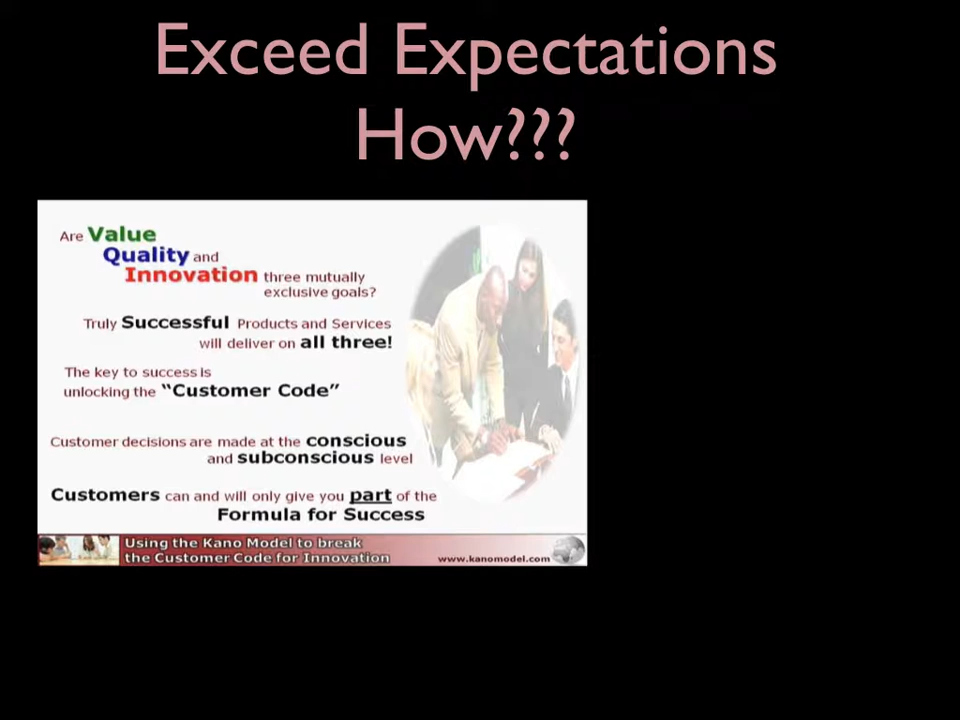 Exceed Expectations
How???
Are Value
Quality and
Innovation three mutually
exclusive goals?
Truly Successful Products and Services
will deliver on all three!
The key to success is
unlocking the "Customer Code"
Customer decisions are made at the conscious
and subconscious level
Customers can and will only give you part of the
Formula for Success
Using the Kano Model to break
the Customer Code for Innovation
www.kanomodel.com